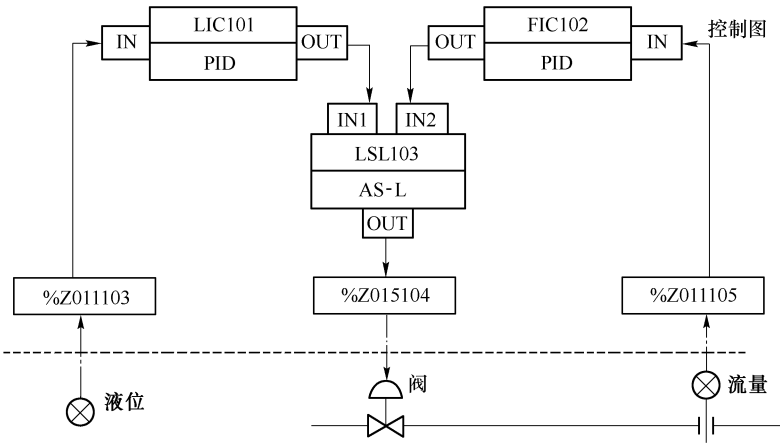 LIC101
FIC102
控制图
IN
OUT
OUT
IN
PID
PID
IN1
IN2
LSL103
AS-L
OUT
%Z011103
%Z015104
%Z011105
液位
阀
流量